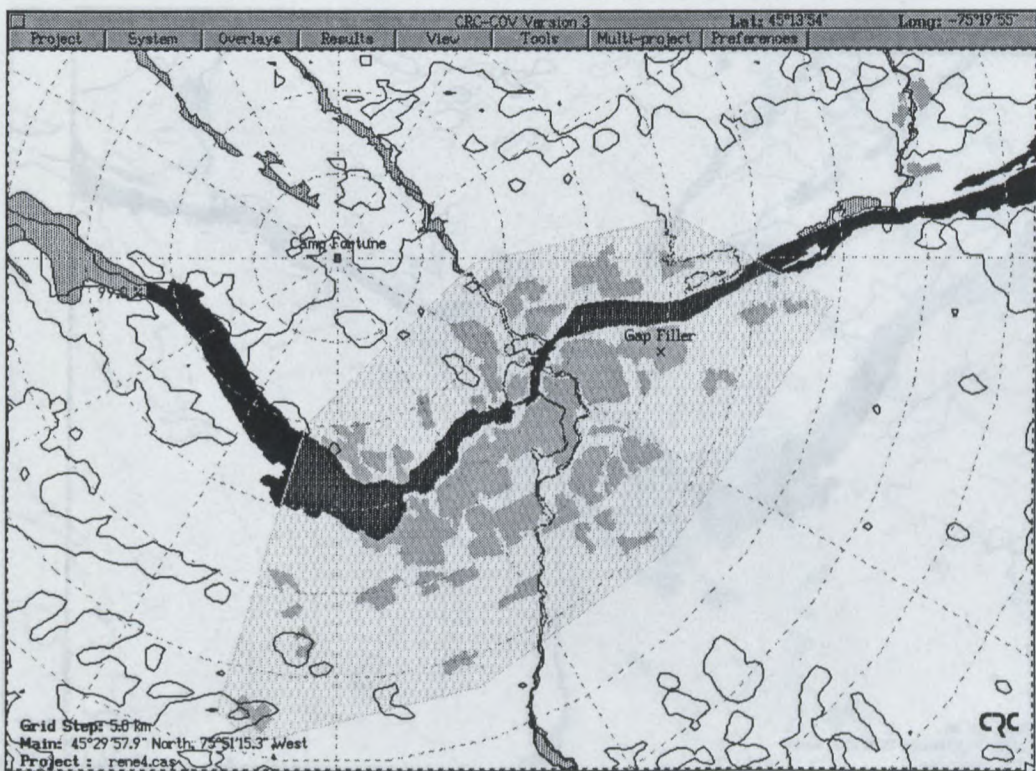 CRC-COV Version 3 Lat: 45°13'54" Long: -75°19'55"
Project System Overlays Results View Tools Multi-project Preferences
Camp Fortune
Gap Filler
Grid Step: 5.8 km
Main: 45°29'57.9" North, 75°51'15.3" West
Project : rene4.cas
CRC